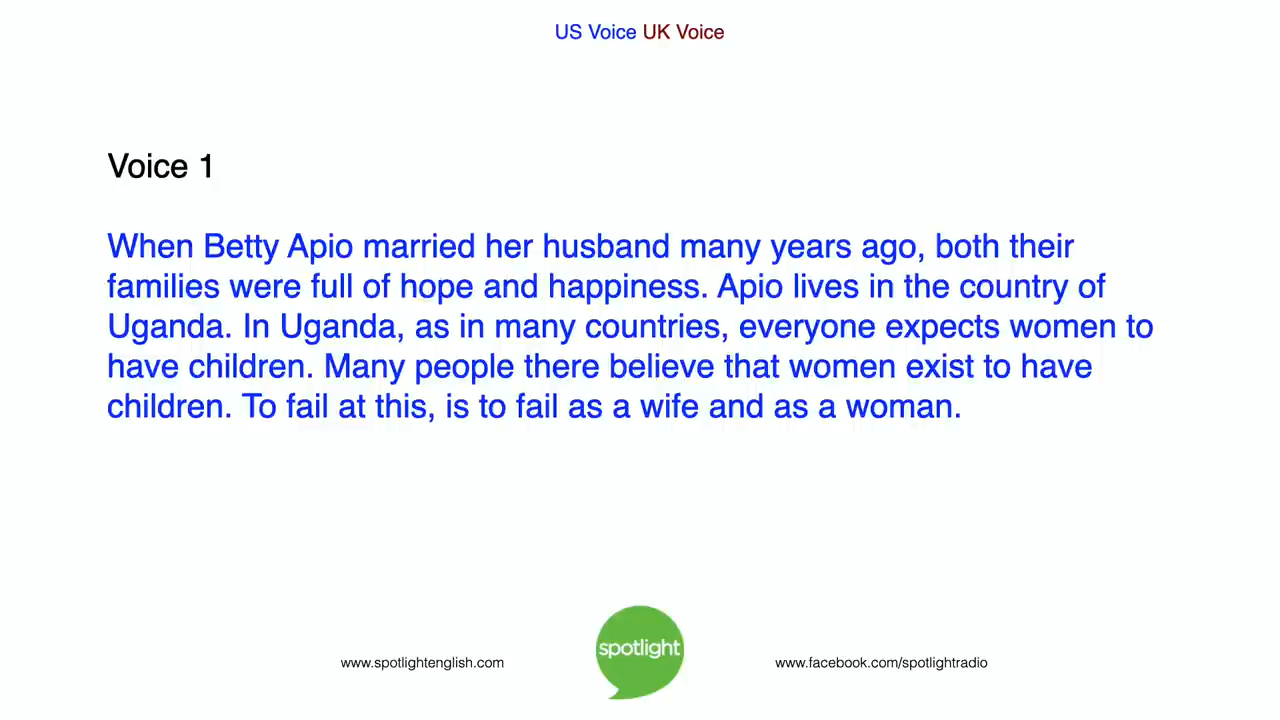 US Voice UK Voice
Voice 1
When Betty Apio married her husband many years ago, both their
families were full of hope and happiness. Apio lives in the country of
Uganda. In Uganda, as in many countries, everyone expects women to
have children. Many people there believe that women exist to have
children. To fail at this, is to fail as a wife and as a woman.
www.spotlightenglish.com
spotlight
www.facebook.com/spotlightradio